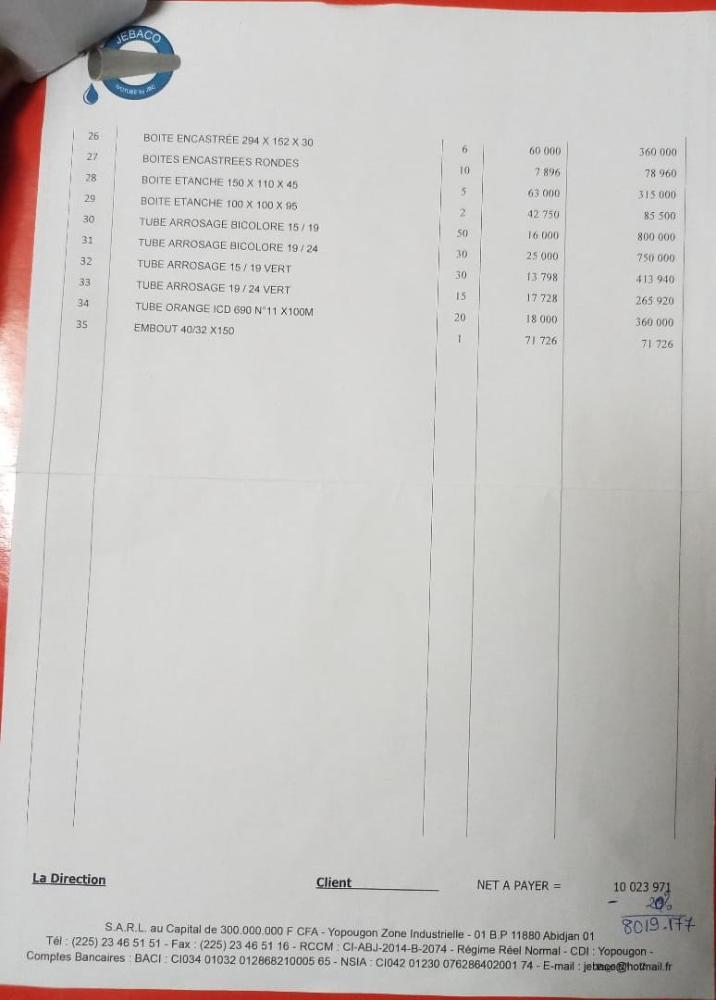 JEBACO
IVOTUBE by JBC
26 BOITE ENCASTRÉE 294 X 152 X 30 6 60 000 360 000
27 BOITES ENCASTREES RONDES 10 7 896 78 960
28 BOITE ETANCHE 150 X 110 X 45 5 63 000 315 000
29 BOITE ETANCHE 100 X 100 X 95 2 42 750 85 500
30 TUBE ARROSAGE BICOLORE 15 / 19 50 16 000 800 000
31 TUBE ARROSAGE BICOLORE 19 / 24 30 25 000 750 000
32 TUBE ARROSAGE 15 / 19 VERT 30 13 798 413 940
33 TUBE ARROSAGE 19 / 24 VERT 15 17 728 265 920
34 TUBE ORANGE ICD 690 N°11 X100M 20 18 000 360 000
35 EMBOUT 40/32 X150 1 71 726 71 726
La Direction Client NET A PAYER = 10 023 971
- 20%
8019.177
S.A.R.L. au Capital de 300.000.000 F CFA - Yopougon Zone Industrielle - 01 B.P 11880 Abidjan 01
Tél : (225) 23 46 51 51 - Fax : (225) 23 46 51 16 - RCCM : CI-ABJ-2014-B-2074 - Régime Réel Normal - CDI : Yopougon -
Comptes Bancaires : BACI : CI034 01032 012868210005 65 - NSIA : CI042 01230 076286402001 74 - E-mail :